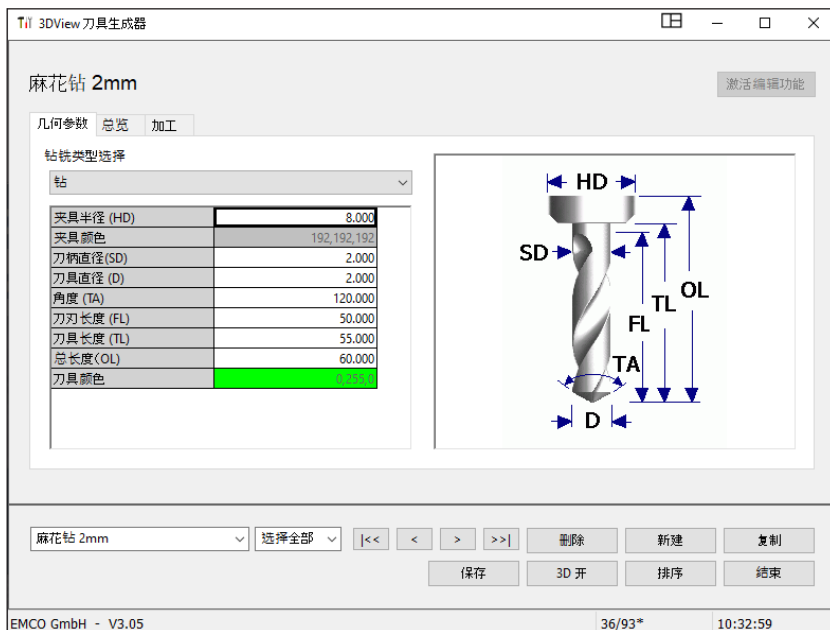 3DView 刀具生成器
麻花钻 2mm
激活编辑功能
几何参数 总览 加工
钻铣类型选择
钻
夹具半径 (HD) 8.000
夹具颜色 192,192,192
刀柄直径(SD) 2.000
刀具直径 (D) 2.000
角度 (TA) 120.000
刀刃长度 (FL) 50.000
刀具长度 (TL) 55.000
总长度(OL) 60.000
刀具颜色 0,255,0
HD
SD
OL
TL
FL
TA
D
麻花钻 2mm 选择全部 |<< < > >>| 删除 新建 复制
保存 3D 开 排序 结束
EMCO GmbH - V3.05 36/93* 10:32:59